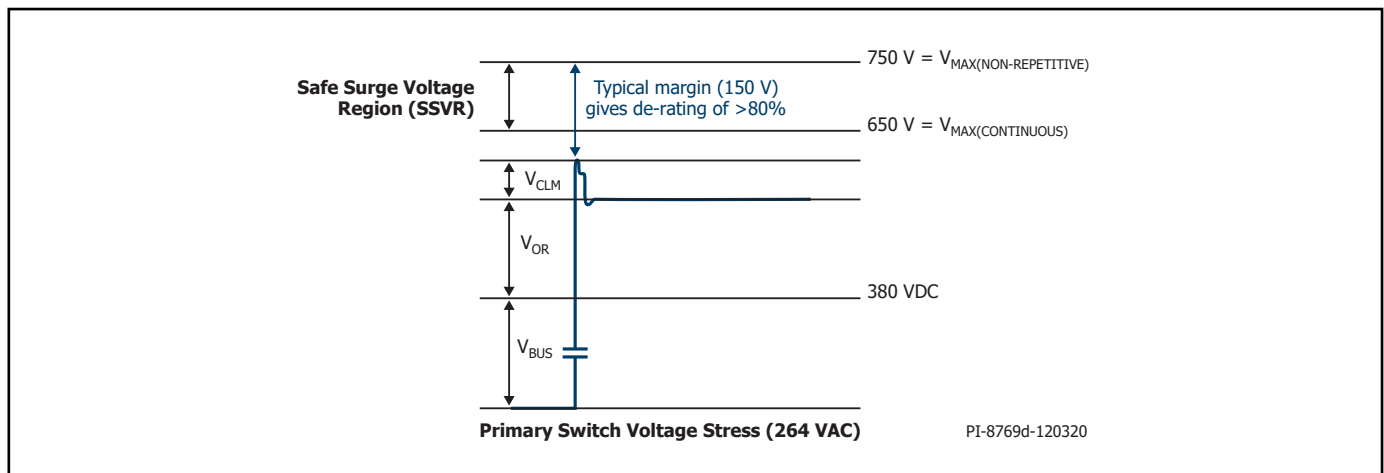 750 V = VMAX(NON-REPETITIVE)
Safe Surge Voltage
Region (SSVR)
Typical margin (150 V)
gives de-rating of >80%
650 V = VMAX(CONTINUOUS)
VCLM
VOR
380 VDC
VBUS
Primary Switch Voltage Stress (264 VAC)
PI-8769d-120320